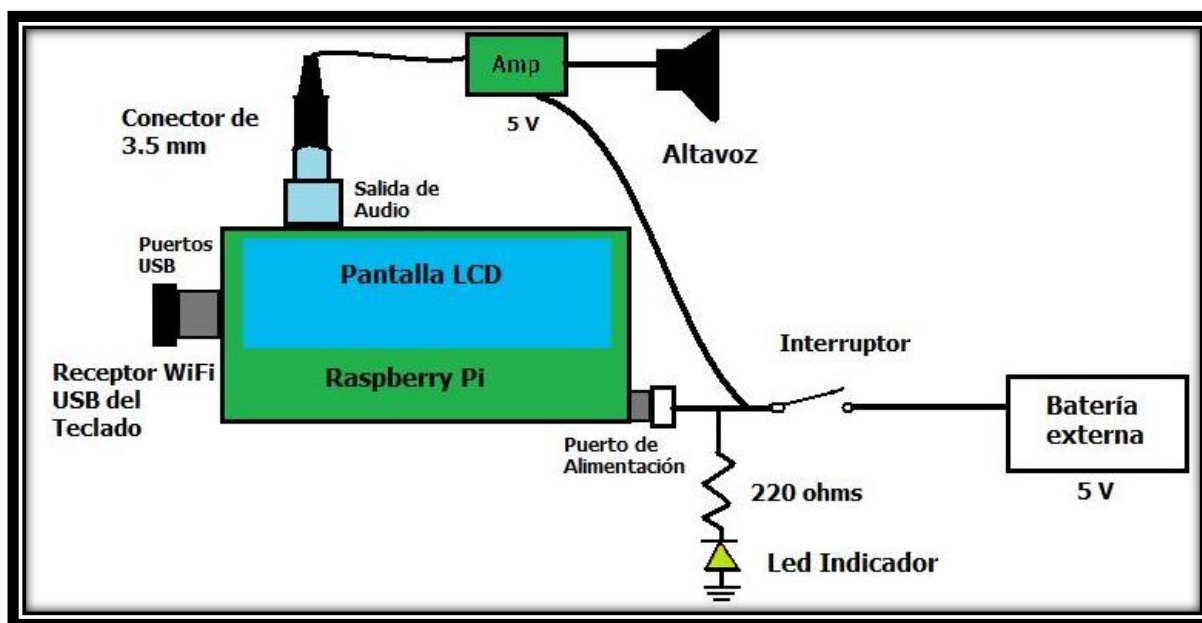 Amp
5 V
Altavoz
Conector de
3.5 mm
Salida de
Audio
Puertos
USB
Pantalla LCD
Raspberry Pi
Receptor WiFi
USB del
Teclado
Puerto de
Alimentación
Interruptor
Batería
externa
5 V
220 ohms
Led Indicador